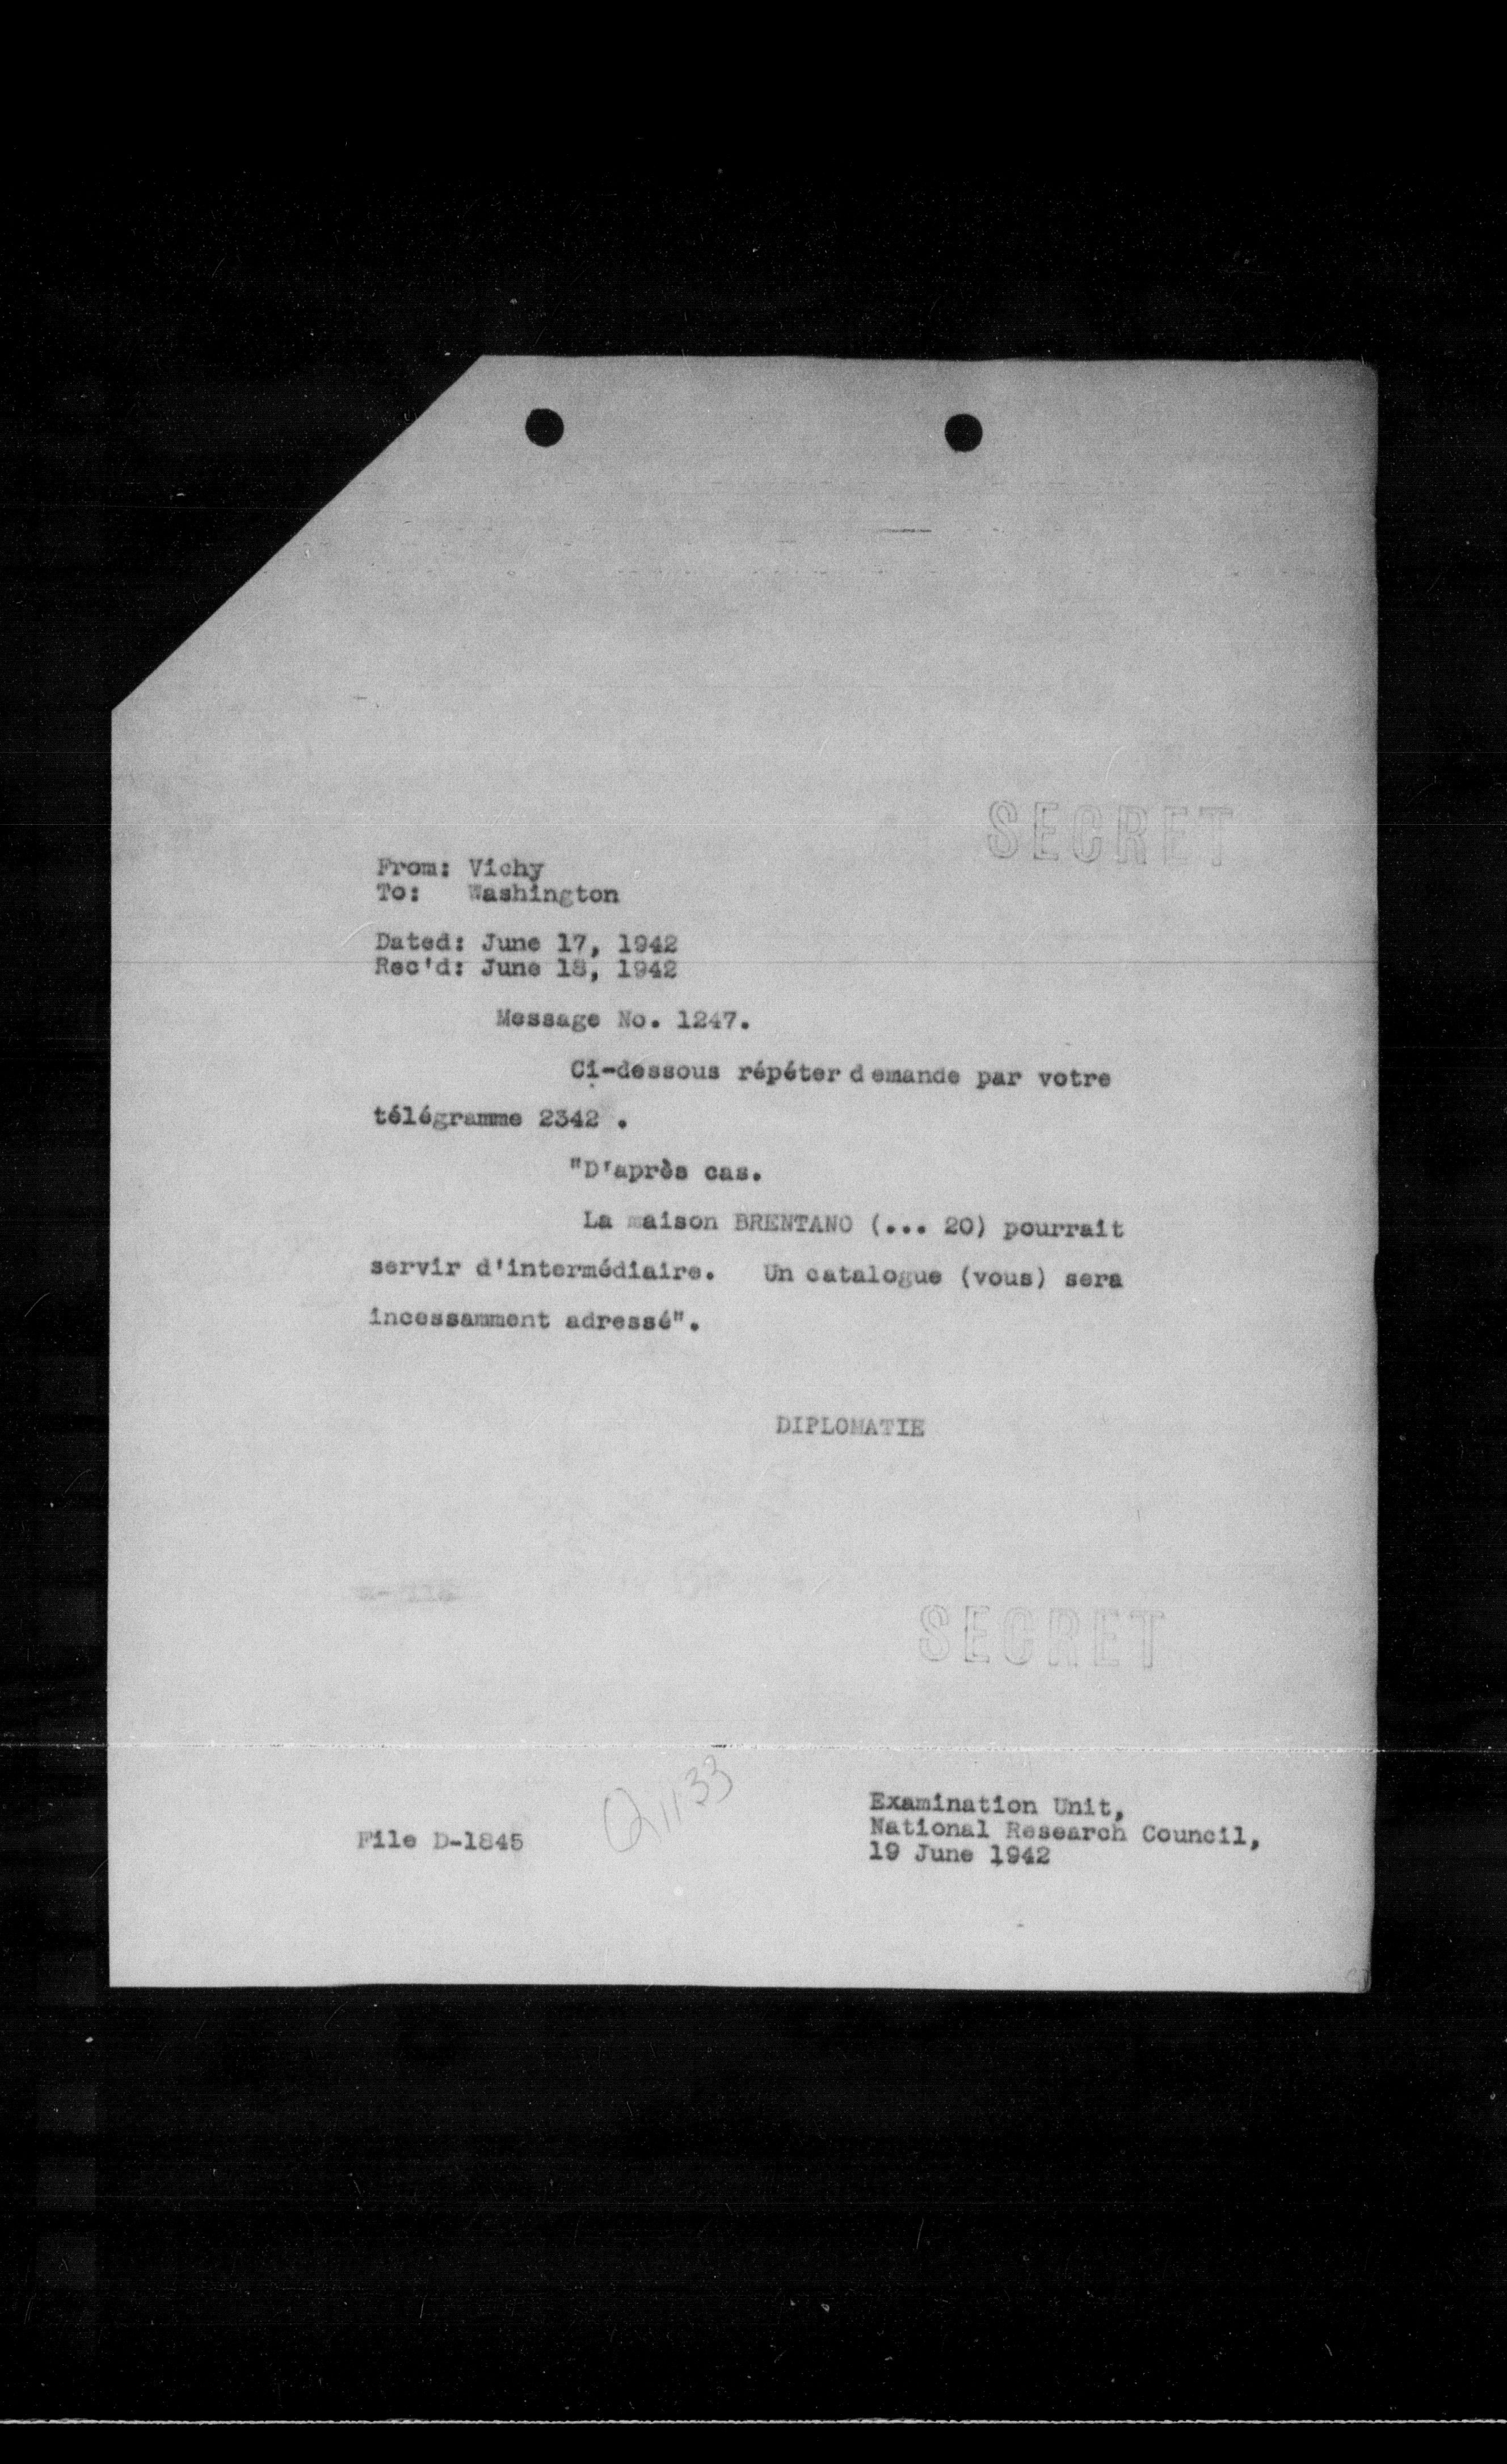 SECRET
From: Vichy
To: Washington
Dated: June 17, 1942
Rec'd: June 18, 1942
Message No. 1247.
Ci-dessous répéter demande par votre
télégramme 2342 .
"D'après cas.
La maison BRENTANO (... 20) pourrait
servir d'intermédiaire. Un catalogue (vous) sera
incessamment adressé".
DIPLOMATIE
SECRET
Q1133
File D-1845
Examination Unit,
National Research Council,
19 June 1942